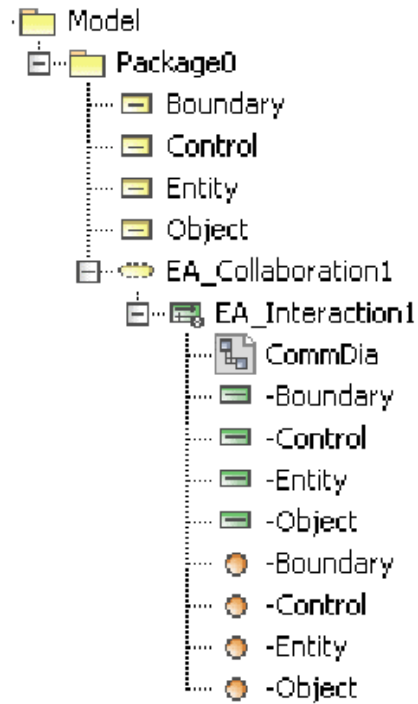 Model
Package0
Boundary
Control
Entity
Object
EA_Collaboration1
EA_Interaction1
CommDia
-Boundary
-Control
-Entity
-Object
-Boundary
-Control
-Entity
-Object